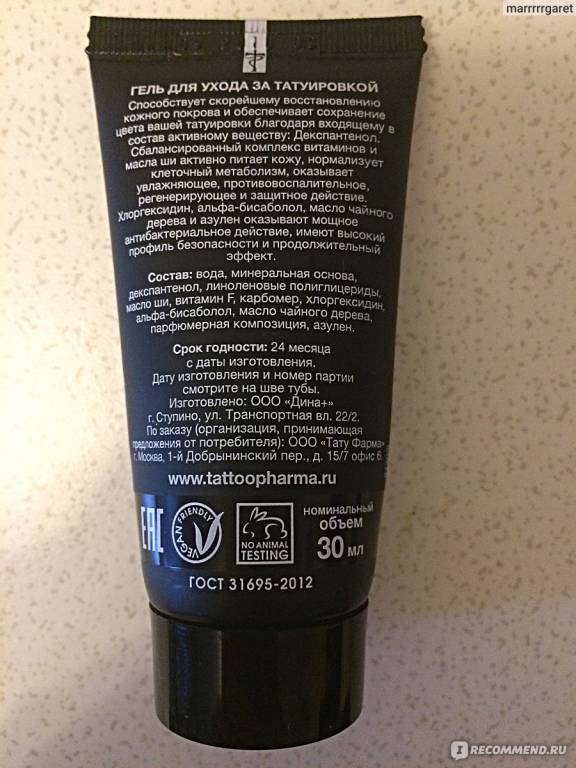 marrrrrgaret
ГЕЛЬ ДЛЯ УХОДА ЗА ТАТУИРОВКОЙ
Способствует скорейшему восстановлению
кожного покрова и обеспечивает сохранение
цвета вашей татуировки благодаря входящему в
состав активному веществу: Декспантенол.
Сбалансированный комплекс витаминов и
масла ши активно питает кожу, нормализует
клеточный метаболизм, оказывает
увлажняющее, противовоспалительное,
регенерирующее и защитное действие.
Хлоргексидин, альфа-бисаболол, масло чайного
дерева и азулен оказывают мощное
антибактериальное действие, имеют высокий
профиль безопасности и продолжительный
эффект.
Состав: вода, минеральная основа,
декспантенол, линоленовые полиглицериды,
масло ши, витамин F, карбомер, хлоргексидин,
альфа-бисаболол, масло чайного дерева,
парфюмерная композиция, азулен.
Срок годности: 24 месяца
с даты изготовления.
Дату изготовления и номер партии
смотрите на шве тубы.
Изготовлено: ООО «Дина+»
г. Ступино, ул. Транспортная вл. 22/2.
По заказу (организация, принимающая
предложения от потребителя): ООО «Тату Фарма»
г. Москва, 1-й Добрынинский пер., д. 15/7 офис 6.
www.tattoopharma.ru
EAC
VEGAN FRIENDLY
NO ANIMAL
TESTING
номинальный
объем
30 мл
ГОСТ 31695-2012
RECOMMEND.RU